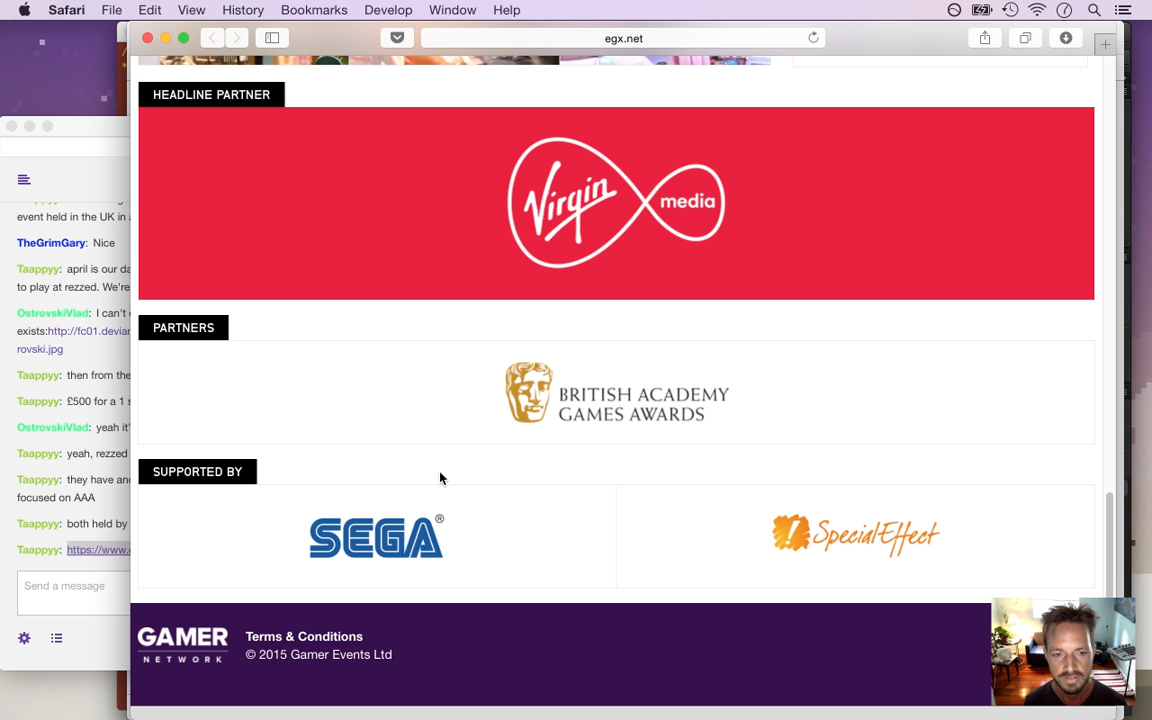 Safari File Edit View History Bookmarks Develop Window Help
egx.net
HEADLINE PARTNER
Virgin media
PARTNERS
BRITISH ACADEMY
GAMES AWARDS
SUPPORTED BY
SEGA®
SpecialEffect
GAMER
NETWORK
Terms & Conditions
© 2015 Gamer Events Ltd
event held in the UK in
TheGrimGary: Nice
Taappyy: april is our da
to play at rezzed. We're
OstrovskiVlad: I can't
exists:http://fc01.devian
rovski.jpg
Taappyy: then from the
Taappyy: £500 for a 1 s
OstrovskiVlad: yeah it'
Taappyy: yeah, rezzed
Taappyy: they have an
focused on AAA
Taappyy: both held by
Taappyy: https://www.
Send a message